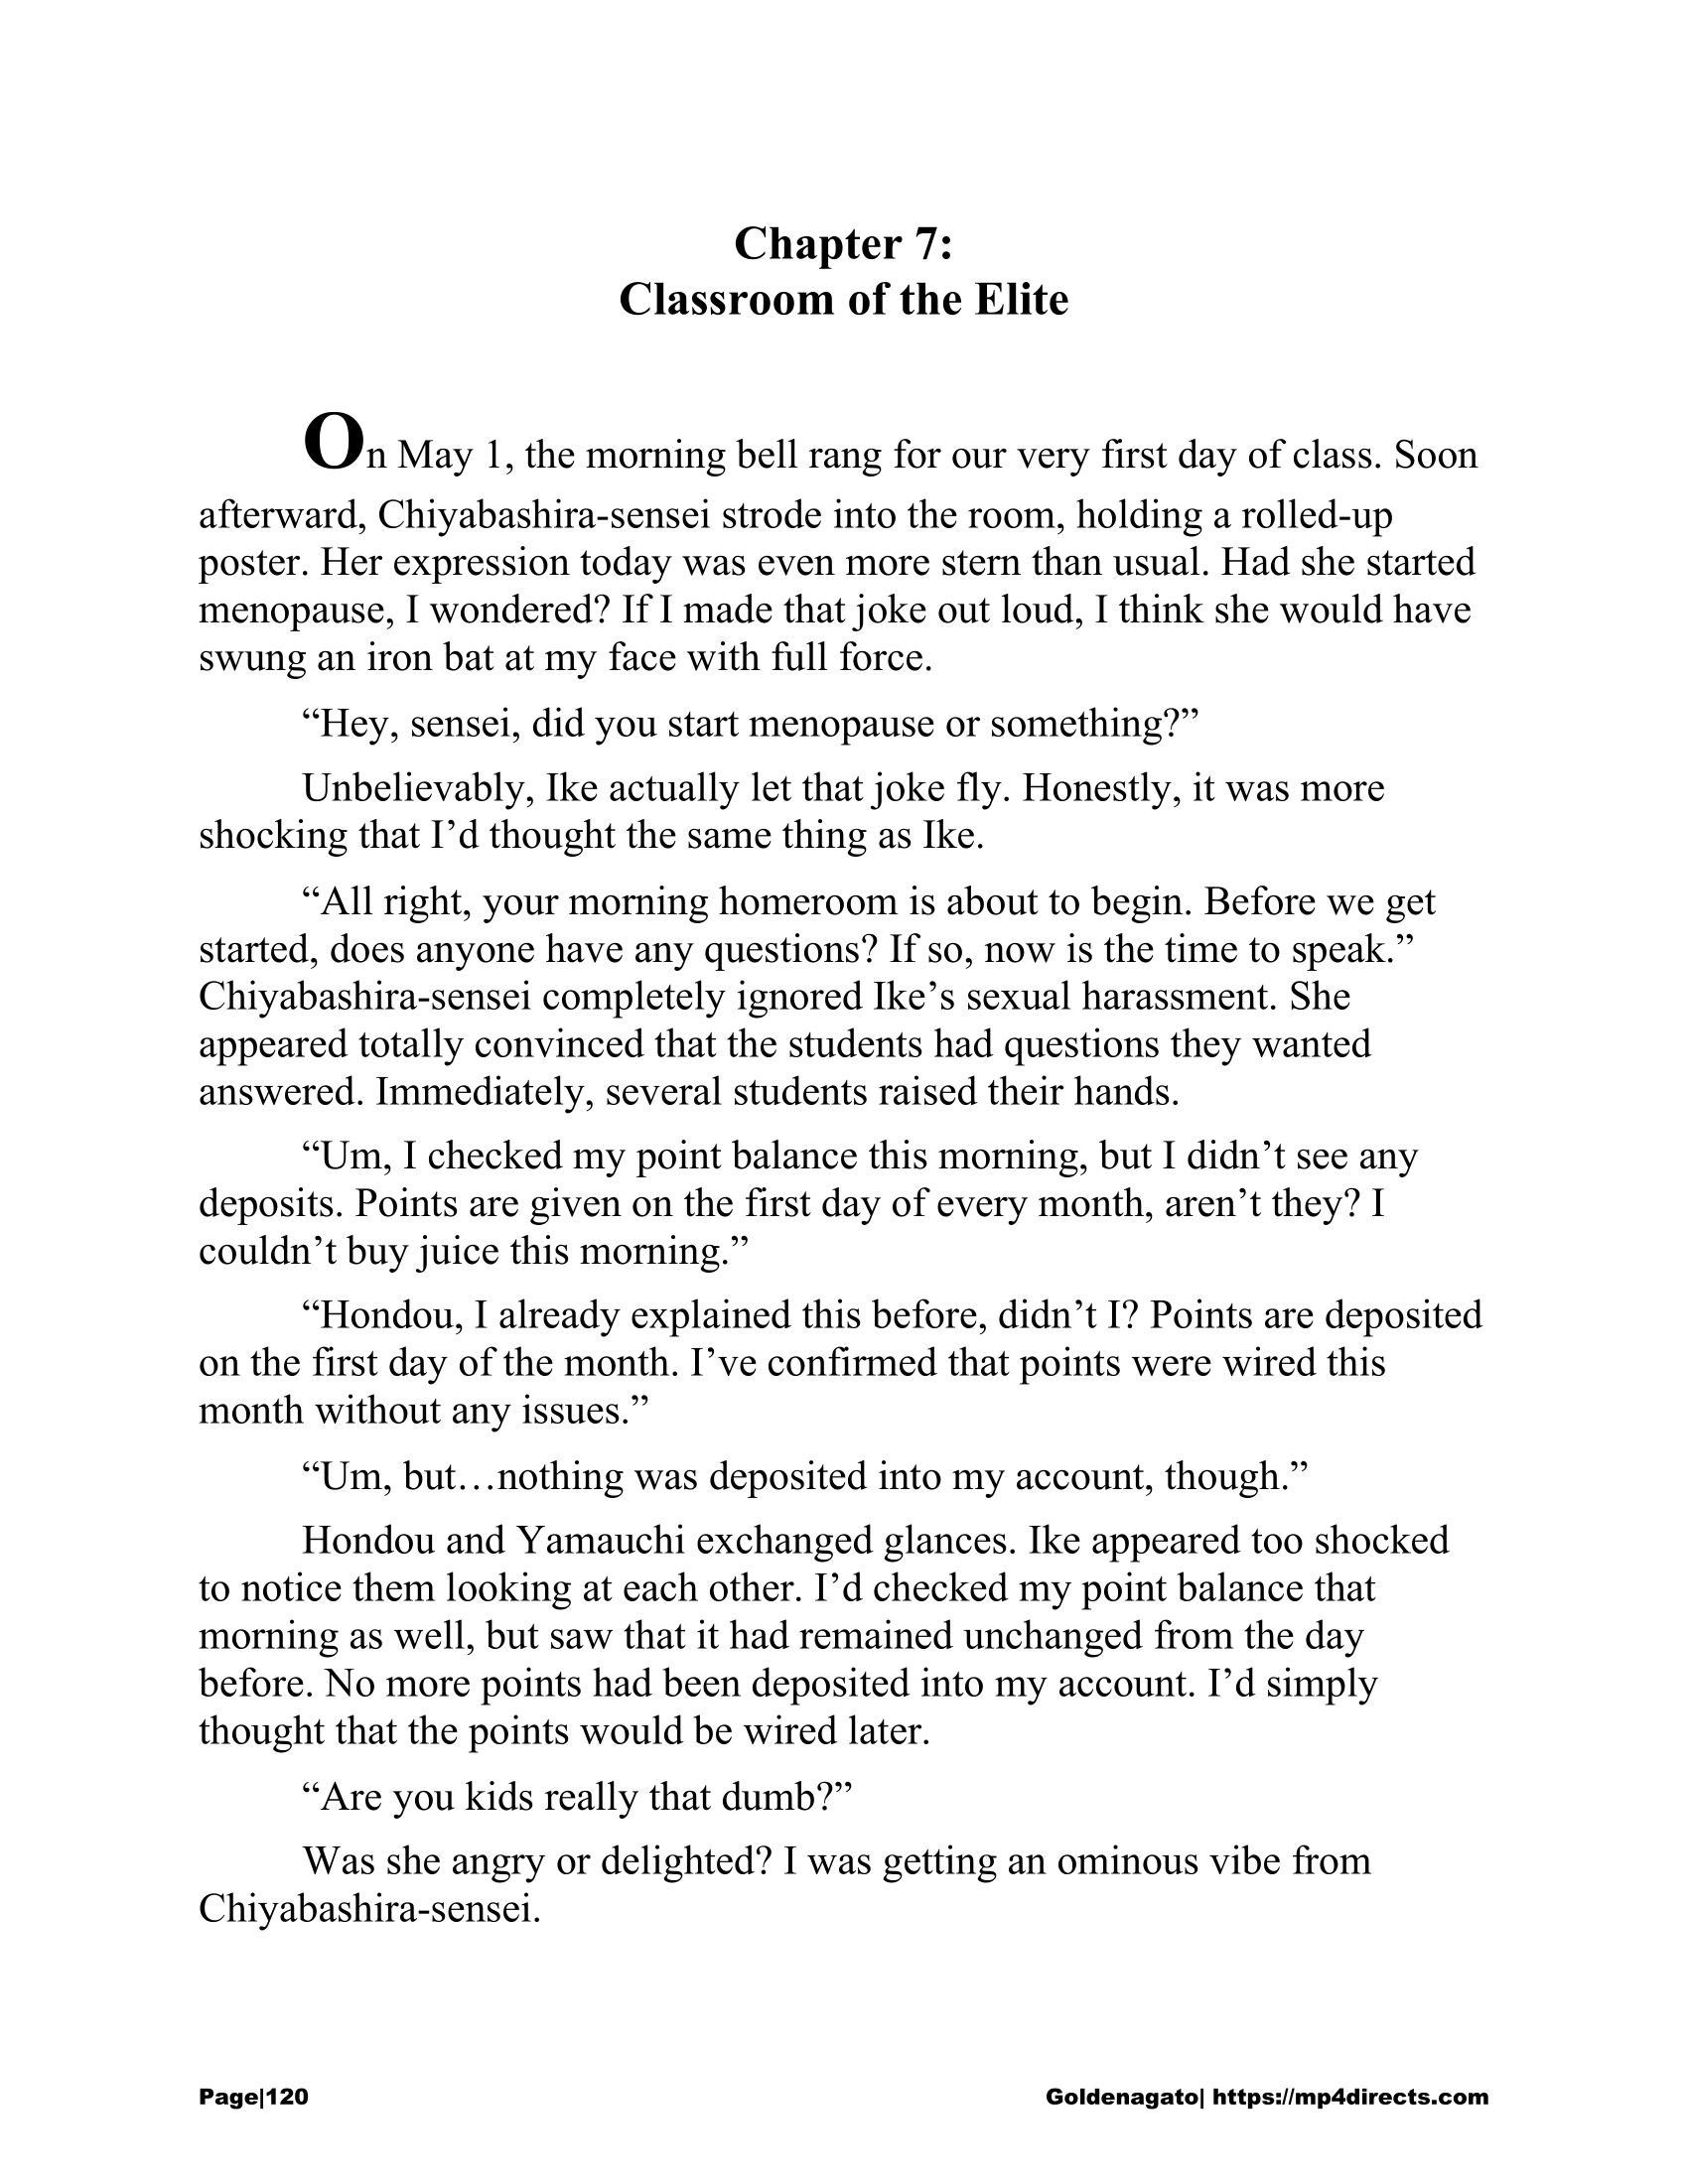 Chapter 7:
Classroom of the Elite
On May 1, the morning bell rang for our very first day of class. Soon
afterward, Chiyabashira-sensei strode into the room, holding a rolled-up
poster. Her expression today was even more stern than usual. Had she started
menopause, I wondered? If I made that joke out loud, I think she would have
swung an iron bat at my face with full force.
“Hey, sensei, did you start menopause or something?”
Unbelievably, Ike actually let that joke fly. Honestly, it was more
shocking that I’d thought the same thing as Ike.
“All right, your morning homeroom is about to begin. Before we get
started, does anyone have any questions? If so, now is the time to speak.”
Chiyabashira-sensei completely ignored Ike’s sexual harassment. She
appeared totally convinced that the students had questions they wanted
answered. Immediately, several students raised their hands.
“Um, I checked my point balance this morning, but I didn’t see any
deposits. Points are given on the first day of every month, aren’t they? I
couldn’t buy juice this morning.”
“Hondou, I already explained this before, didn’t I? Points are deposited
on the first day of the month. I’ve confirmed that points were wired this
month without any issues.”
“Um, but…nothing was deposited into my account, though.”
Hondou and Yamauchi exchanged glances. Ike appeared too shocked
to notice them looking at each other. I’d checked my point balance that
morning as well, but saw that it had remained unchanged from the day
before. No more points had been deposited into my account. I’d simply
thought that the points would be wired later.
“Are you kids really that dumb?”
Was she angry or delighted? I was getting an ominous vibe from
Chiyabashira-sensei.
Page|120 Goldenagato| https://mp4directs.com